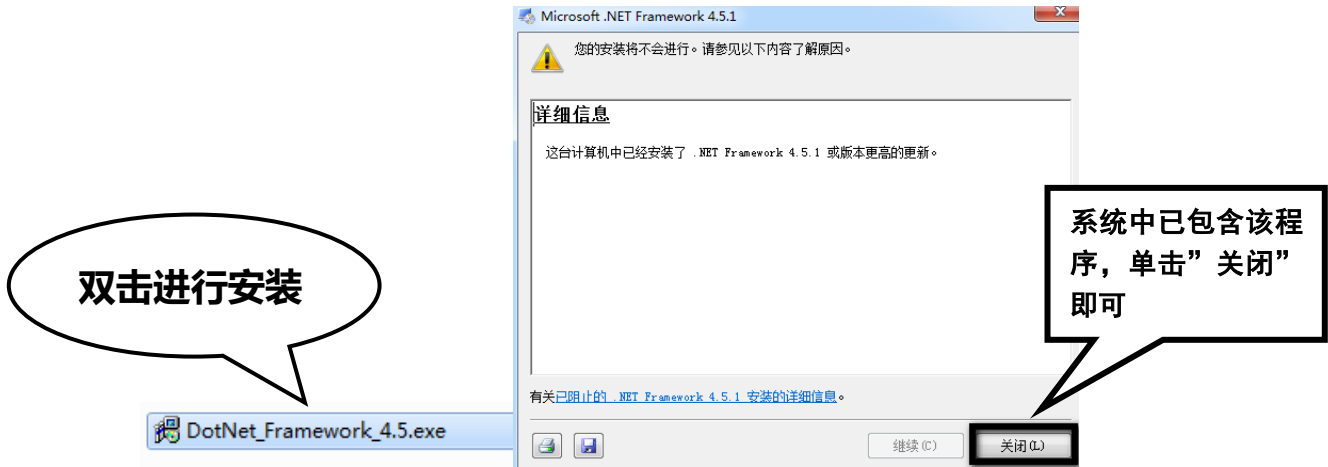 Microsoft .NET Framework 4.5.1
您的安装将不会进行。请参见以下内容了解原因。
详细信息
这台计算机中已经安装了 .NET Framework 4.5.1 或版本更高的更新。
系统中已包含该程
序，单击”关闭”
即可
双击进行安装
有关已阻止的 .NET Framework 4.5.1 安装的详细信息。
DotNet_Framework_4.5.exe
继续(C)
关闭(L)